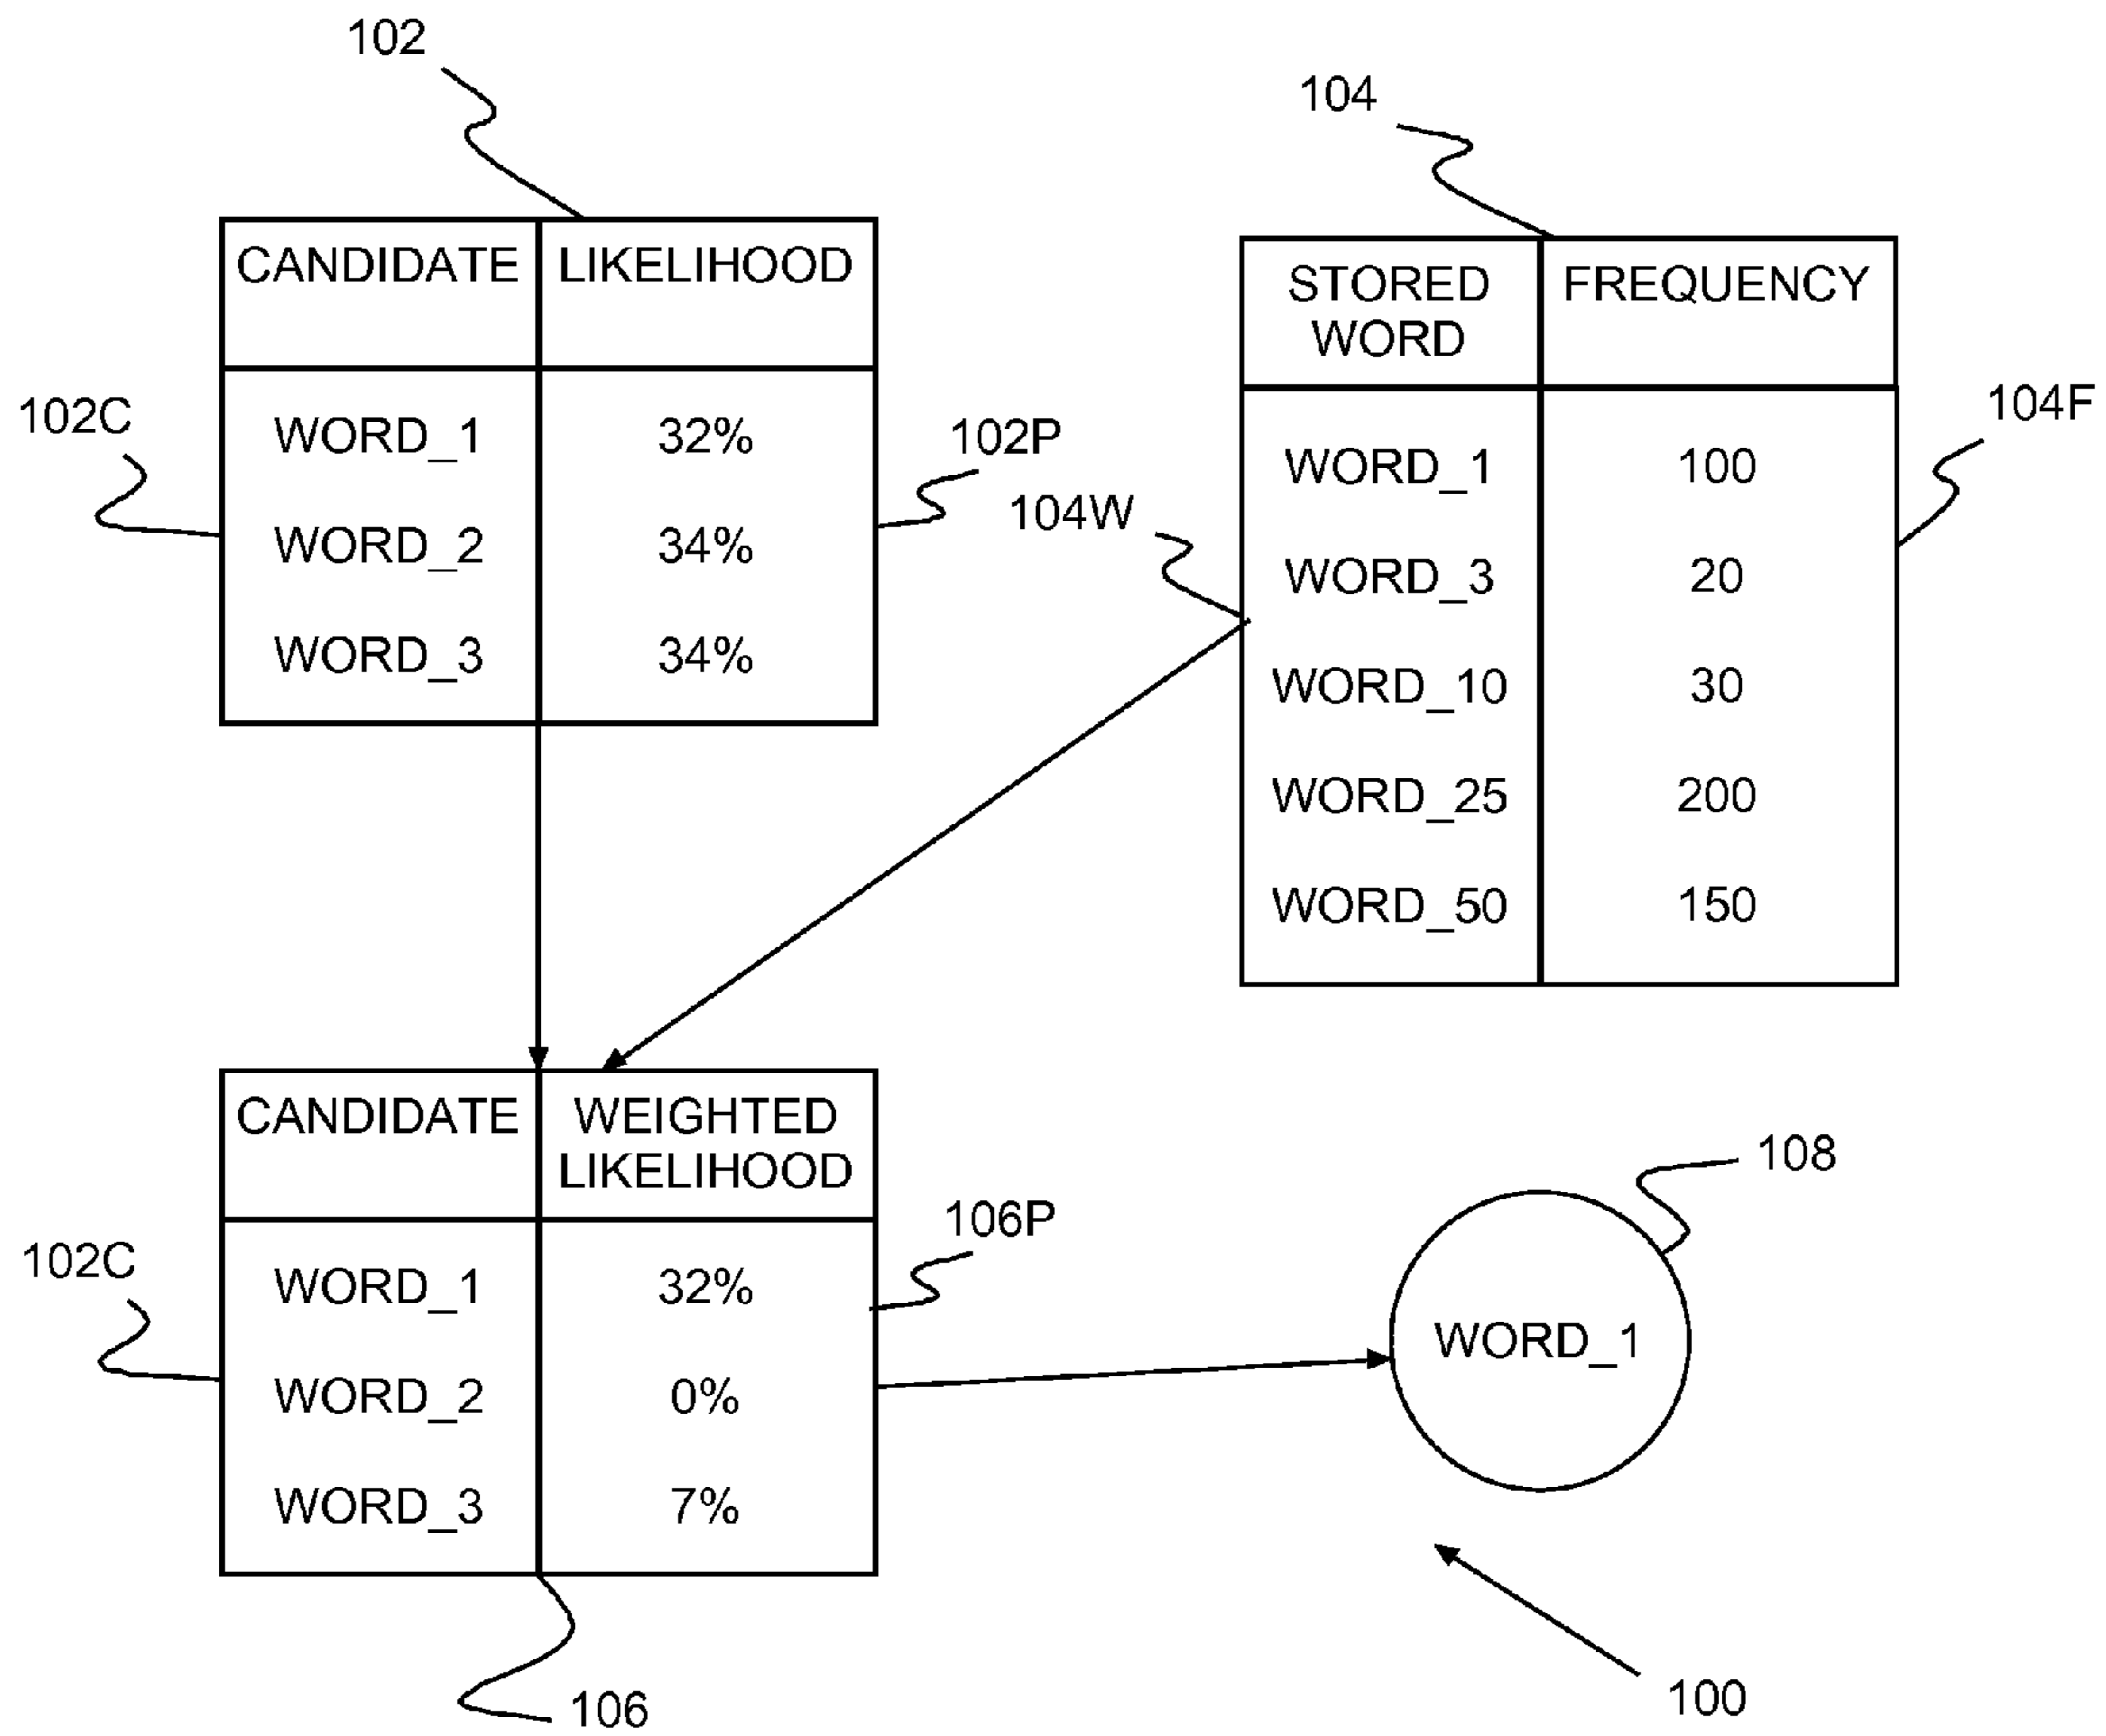 102
104
CANDIDATE LIKELIHOOD
STORED WORD FREQUENCY
102C
WORD_1 32%
WORD_2 34%
WORD_3 34%
102P
104W
104F
WORD_1 100
WORD_3 20
WORD_10 30
WORD_25 200
WORD_50 150
CANDIDATE WEIGHTED LIKELIHOOD
102C
WORD_1 32%
WORD_2 0%
WORD_3 7%
106P
108
WORD_1
106
100